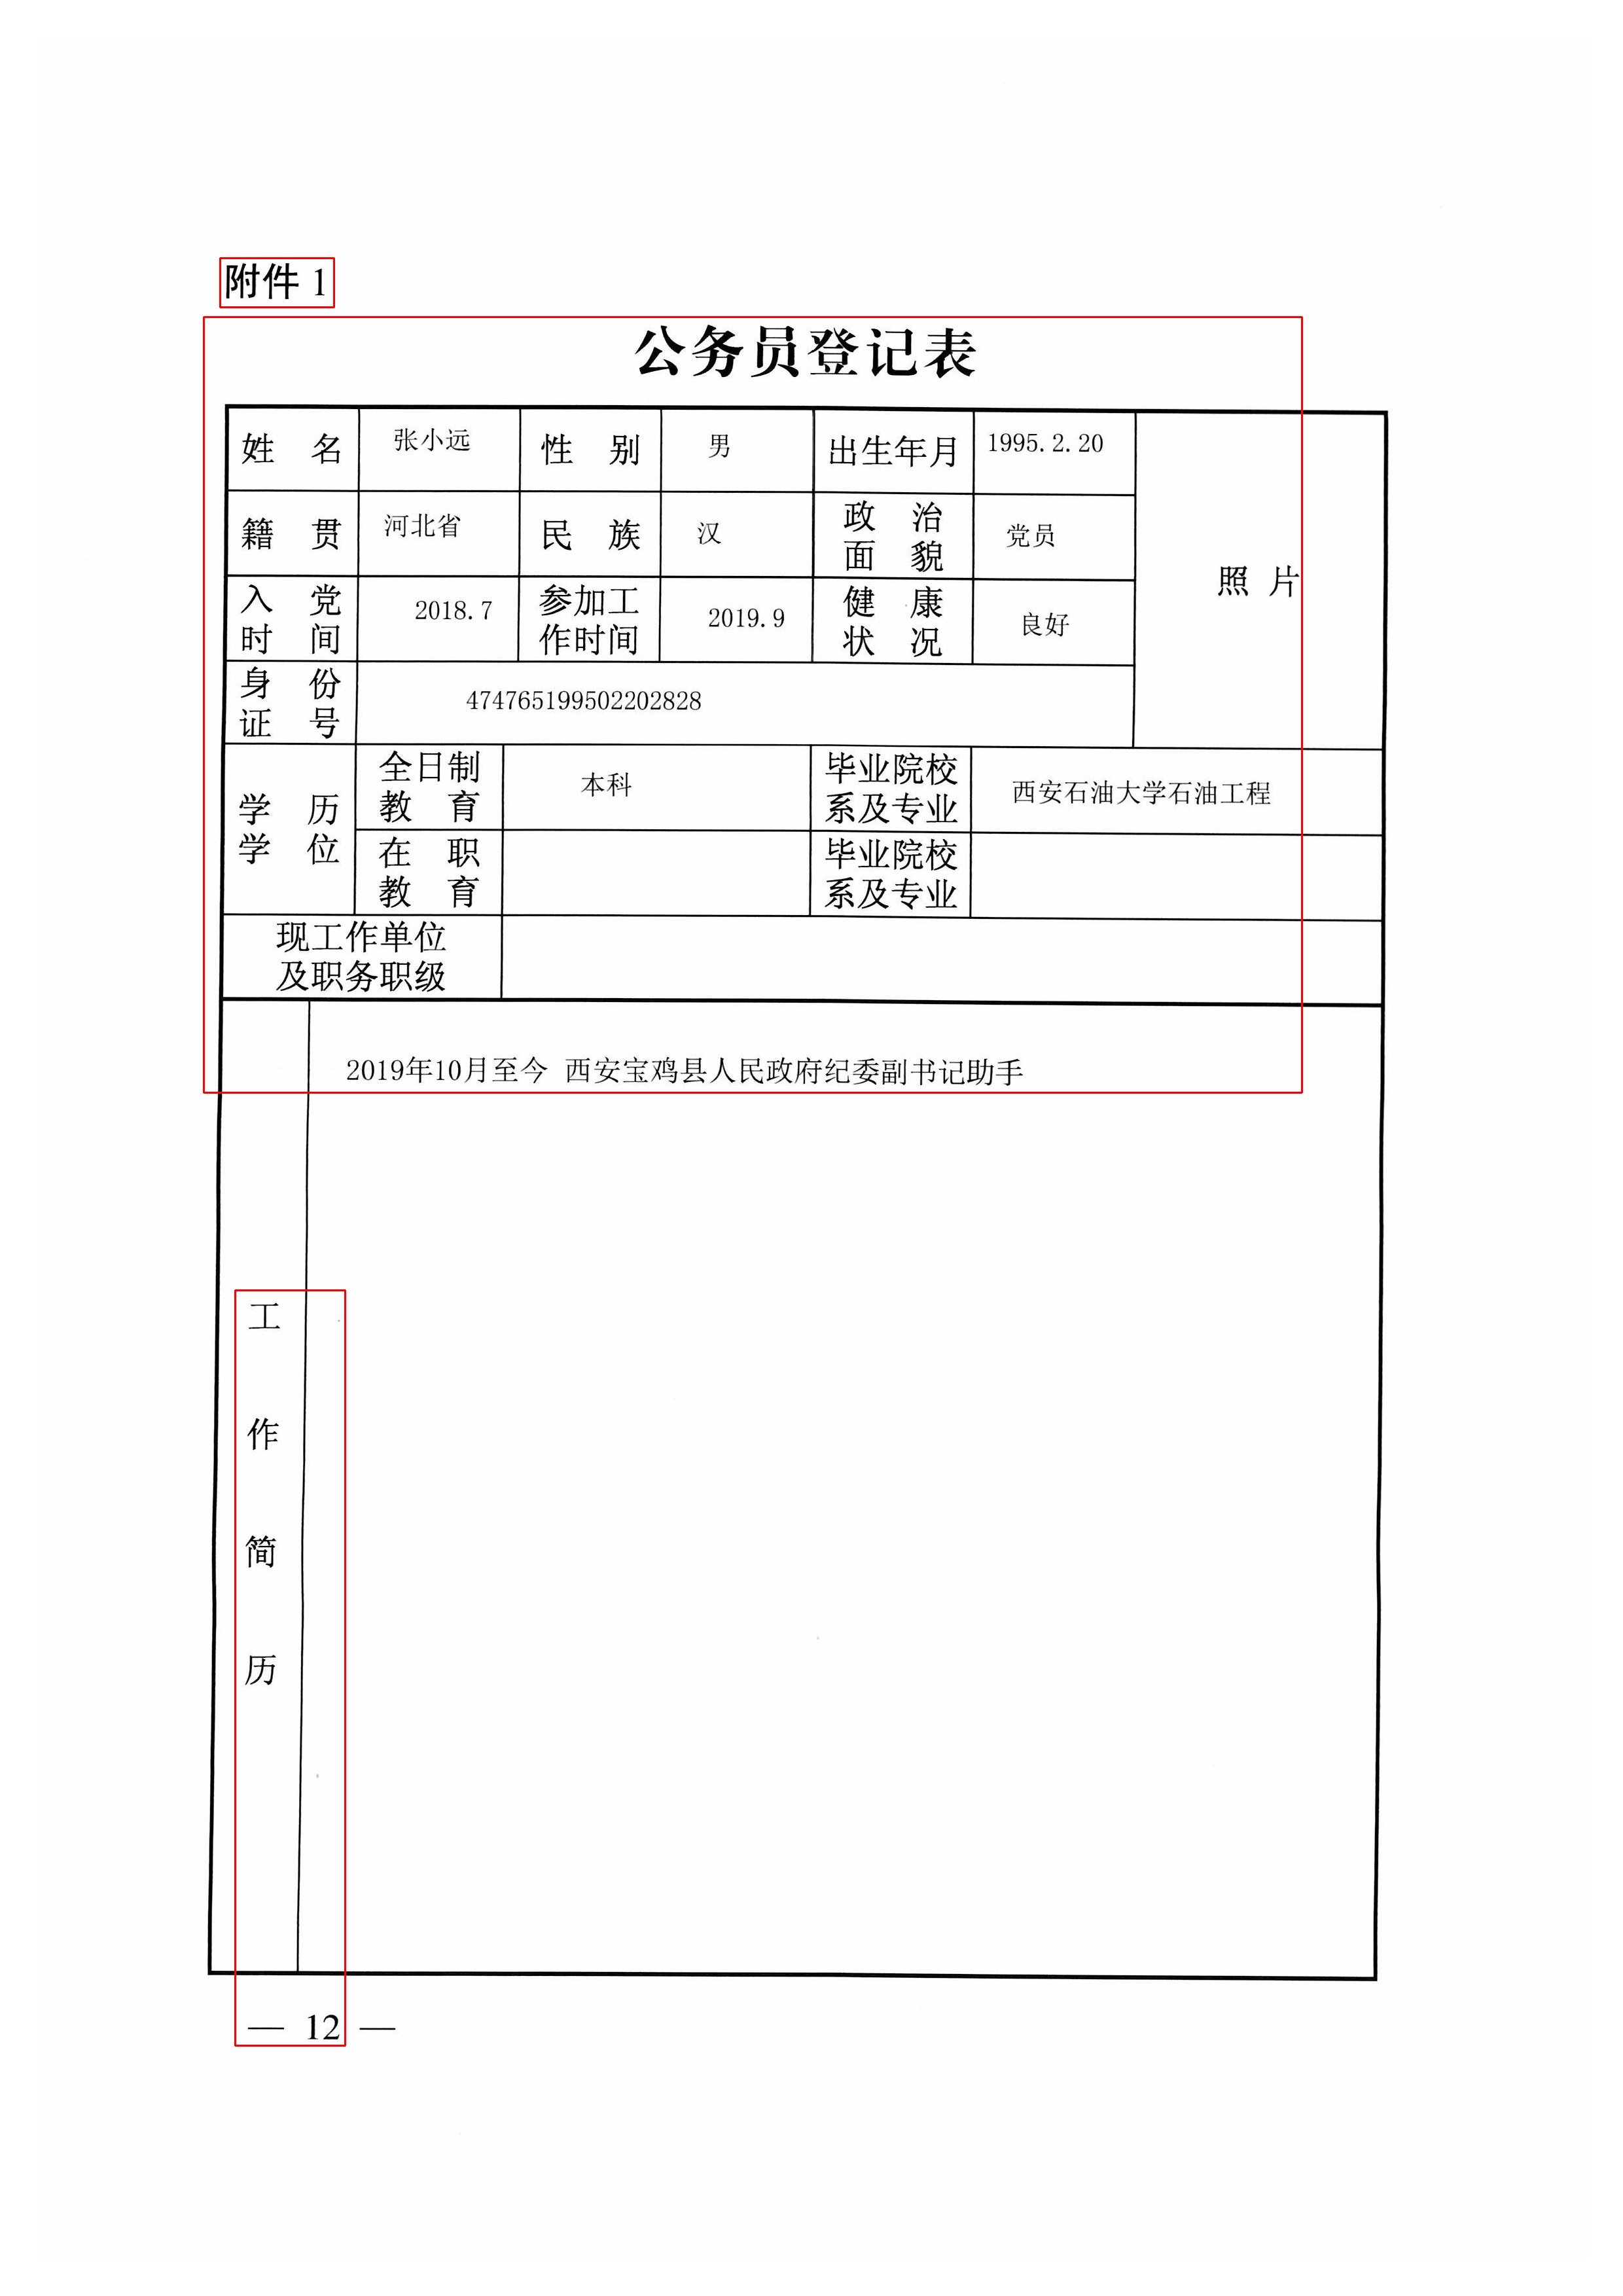 附件 1
公务员登记表
姓 名 张小远 性 别 男 出生年月 1995.2.20
籍 贯 河北省 民 族 汉 政 治 面 貌 党员
照 片
入 党 时 间 2018.7 参加工作时间 2019.9 健 康 状 况 良好
身 份 证 号 474765199502202828
学 历 学 位 全日制教 育 本科 毕业院校系及专业 西安石油大学石油工程
在 职 教 育 毕业院校系及专业
现工作单位及职务职级
工作简历 2019年10月至今 西安宝鸡县人民政府纪委副书记助手
— 12 —